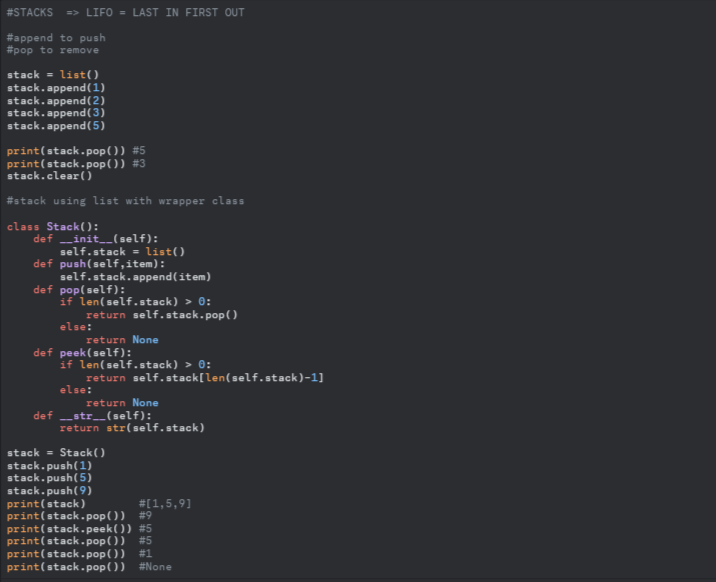 #STACKS  => LIFO = LAST IN FIRST OUT

#append to push
#pop to remove

stack = list()
stack.append(1)
stack.append(2)
stack.append(3)
stack.append(5)

print(stack.pop()) #5
print(stack.pop()) #3
stack.clear()

#stack using list with wrapper class

class Stack():
    def __init__(self):
        self.stack = list()
    def push(self,item):
        self.stack.append(item)
    def pop(self):
        if len(self.stack) > 0:
            return self.stack.pop()
        else:
            return None
    def peek(self):
        if len(self.stack) > 0:
            return self.stack[len(self.stack)-1]
        else:
            return None
    def __str__(self):
        return str(self.stack)

stack = Stack()
stack.push(1)
stack.push(5)
stack.push(9)
print(stack)        #[1,5,9]
print(stack.pop())  #9
print(stack.peek()) #5
print(stack.pop())  #5
print(stack.pop())  #1
print(stack.pop())  #None